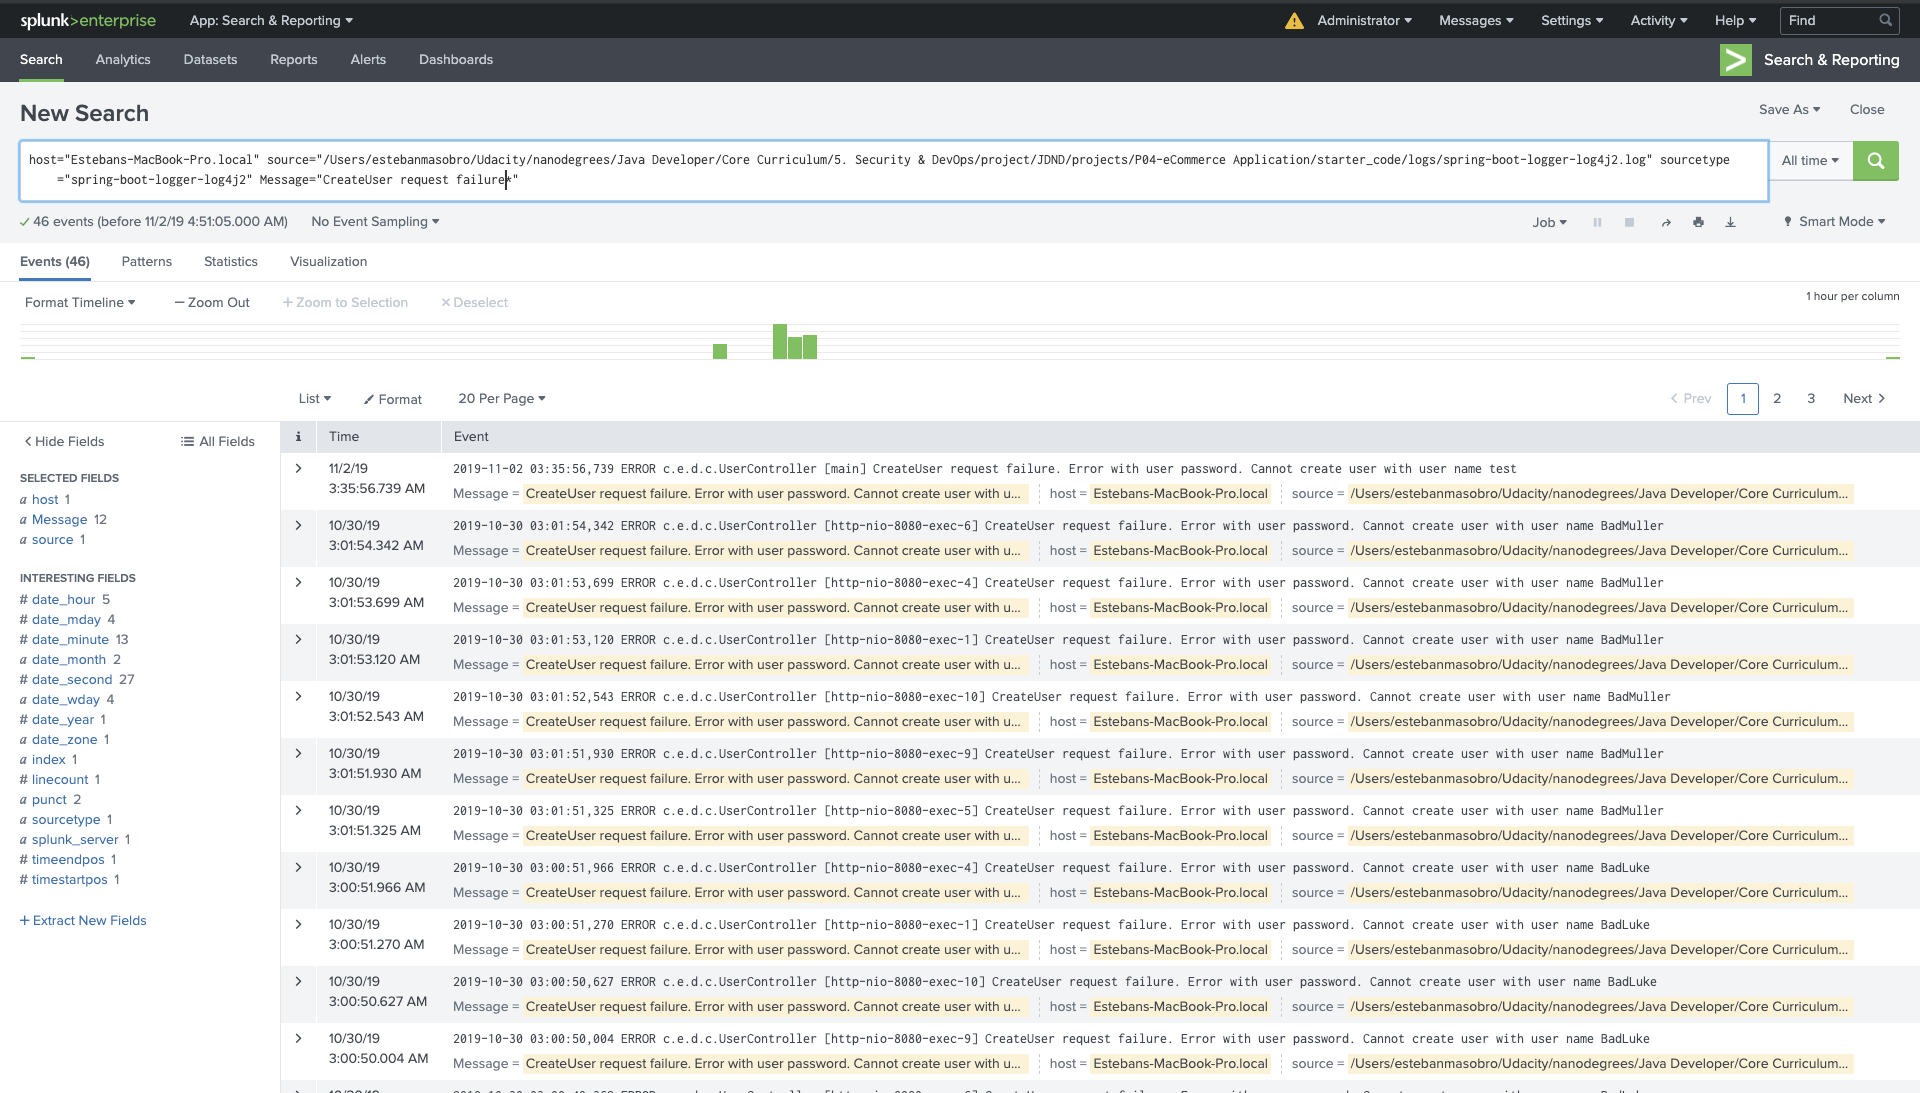 splunk>enterprise App: Search & Reporting Administrator Messages Settings Activity Help Find
Search Analytics Datasets Reports Alerts Dashboards Search & Reporting
New Search Save As Close
host="Estebans-MacBook-Pro.local" source="/Users/estebanmasobro/Udacity/nanodegrees/Java Developer/Core Curriculum/5. Security & DevOps/project/JDND/projects/P04-eCommerce Application/starter_code/logs/spring-boot-logger-log4j2.log" sourcetype
="spring-boot-logger-log4j2" Message="CreateUser request failure*"
All time
46 events (before 11/2/19 4:51:05.000 AM) No Event Sampling Job Smart Mode
Events (46) Patterns Statistics Visualization
Format Timeline — Zoom Out + Zoom to Selection × Deselect 1 hour per column
List Format 20 Per Page < Prev 1 2 3 Next >
< Hide Fields All Fields
SELECTED FIELDS
a host 1
a Message 12
a source 1
INTERESTING FIELDS
# date_hour 5
# date_mday 4
# date_minute 13
a date_month 2
# date_second 27
a date_wday 4
# date_year 1
a date_zone 1
a index 1
# linecount 1
a punct 2
a sourcetype 1
a splunk_server 1
# timeendpos 1
# timestartpos 1
+ Extract New Fields
i Time Event
11/2/19 2019-11-02 03:35:56,739 ERROR c.e.d.c.UserController [main] CreateUser request failure. Error with user password. Cannot create user with user name test
3:35:56.739 AM Message = CreateUser request failure. Error with user password. Cannot create user with u... host = Estebans-MacBook-Pro.local source = /Users/estebanmasobro/Udacity/nanodegrees/Java Developer/Core Curriculum...
10/30/19 2019-10-30 03:01:54,342 ERROR c.e.d.c.UserController [http-nio-8080-exec-6] CreateUser request failure. Error with user password. Cannot create user with user name BadMuller
3:01:54.342 AM Message = CreateUser request failure. Error with user password. Cannot create user with u... host = Estebans-MacBook-Pro.local source = /Users/estebanmasobro/Udacity/nanodegrees/Java Developer/Core Curriculum...
10/30/19 2019-10-30 03:01:53,699 ERROR c.e.d.c.UserController [http-nio-8080-exec-4] CreateUser request failure. Error with user password. Cannot create user with user name BadMuller
3:01:53.699 AM Message = CreateUser request failure. Error with user password. Cannot create user with u... host = Estebans-MacBook-Pro.local source = /Users/estebanmasobro/Udacity/nanodegrees/Java Developer/Core Curriculum...
10/30/19 2019-10-30 03:01:53,120 ERROR c.e.d.c.UserController [http-nio-8080-exec-1] CreateUser request failure. Error with user password. Cannot create user with user name BadMuller
3:01:53.120 AM Message = CreateUser request failure. Error with user password. Cannot create user with u... host = Estebans-MacBook-Pro.local source = /Users/estebanmasobro/Udacity/nanodegrees/Java Developer/Core Curriculum...
10/30/19 2019-10-30 03:01:52,543 ERROR c.e.d.c.UserController [http-nio-8080-exec-10] CreateUser request failure. Error with user password. Cannot create user with user name BadMuller
3:01:52.543 AM Message = CreateUser request failure. Error with user password. Cannot create user with u... host = Estebans-MacBook-Pro.local source = /Users/estebanmasobro/Udacity/nanodegrees/Java Developer/Core Curriculum...
10/30/19 2019-10-30 03:01:51,930 ERROR c.e.d.c.UserController [http-nio-8080-exec-9] CreateUser request failure. Error with user password. Cannot create user with user name BadMuller
3:01:51.930 AM Message = CreateUser request failure. Error with user password. Cannot create user with u... host = Estebans-MacBook-Pro.local source = /Users/estebanmasobro/Udacity/nanodegrees/Java Developer/Core Curriculum...
10/30/19 2019-10-30 03:01:51,325 ERROR c.e.d.c.UserController [http-nio-8080-exec-5] CreateUser request failure. Error with user password. Cannot create user with user name BadMuller
3:01:51.325 AM Message = CreateUser request failure. Error with user password. Cannot create user with u... host = Estebans-MacBook-Pro.local source = /Users/estebanmasobro/Udacity/nanodegrees/Java Developer/Core Curriculum...
10/30/19 2019-10-30 03:00:51,966 ERROR c.e.d.c.UserController [http-nio-8080-exec-4] CreateUser request failure. Error with user password. Cannot create user with user name BadLuke
3:00:51.966 AM Message = CreateUser request failure. Error with user password. Cannot create user with u... host = Estebans-MacBook-Pro.local source = /Users/estebanmasobro/Udacity/nanodegrees/Java Developer/Core Curriculum...
10/30/19 2019-10-30 03:00:51,270 ERROR c.e.d.c.UserController [http-nio-8080-exec-1] CreateUser request failure. Error with user password. Cannot create user with user name BadLuke
3:00:51.270 AM Message = CreateUser request failure. Error with user password. Cannot create user with u... host = Estebans-MacBook-Pro.local source = /Users/estebanmasobro/Udacity/nanodegrees/Java Developer/Core Curriculum...
10/30/19 2019-10-30 03:00:50,627 ERROR c.e.d.c.UserController [http-nio-8080-exec-10] CreateUser request failure. Error with user password. Cannot create user with user name BadLuke
3:00:50.627 AM Message = CreateUser request failure. Error with user password. Cannot create user with u... host = Estebans-MacBook-Pro.local source = /Users/estebanmasobro/Udacity/nanodegrees/Java Developer/Core Curriculum...
10/30/19 2019-10-30 03:00:50,004 ERROR c.e.d.c.UserController [http-nio-8080-exec-9] CreateUser request failure. Error with user password. Cannot create user with user name BadLuke
3:00:50.004 AM Message = CreateUser request failure. Error with user password. Cannot create user with u... host = Estebans-MacBook-Pro.local source = /Users/estebanmasobro/Udacity/nanodegrees/Java Developer/Core Curriculum...